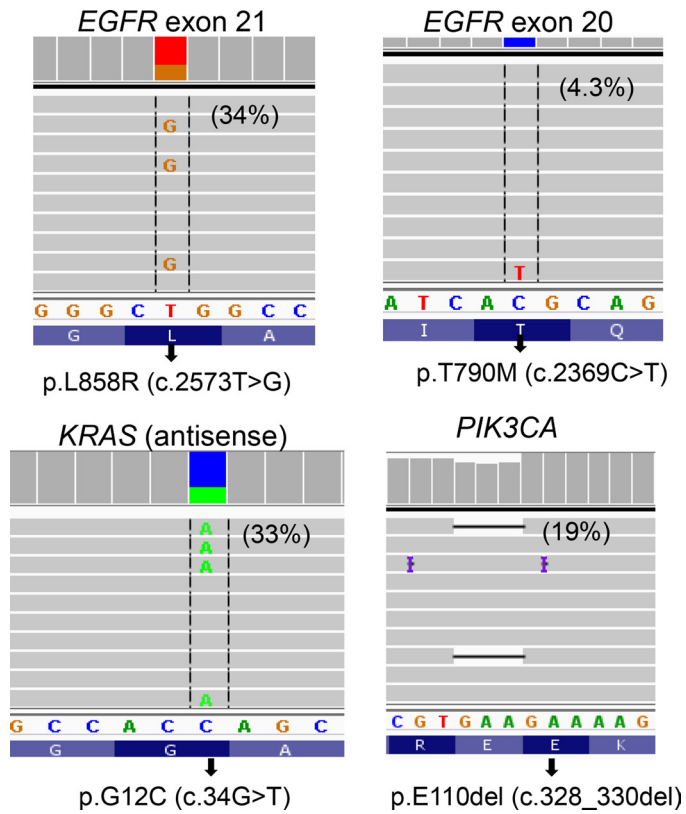 EGFR exon 21
(34%)
G
G
G
G G G C T G G C C
G L A
p.L858R (c.2573T>G)
EGFR exon 20
(4.3%)
T
A T C A C G C A G
I T Q
p.T790M (c.2369C>T)
KRAS (antisense)
A (33%)
A
A
A
G C C A C C A G C
G G A
p.G12C (c.34G>T)
PIK3CA
(19%)
I I
C G T G A A G A A A A G
R E E K
p.E110del (c.328_330del)